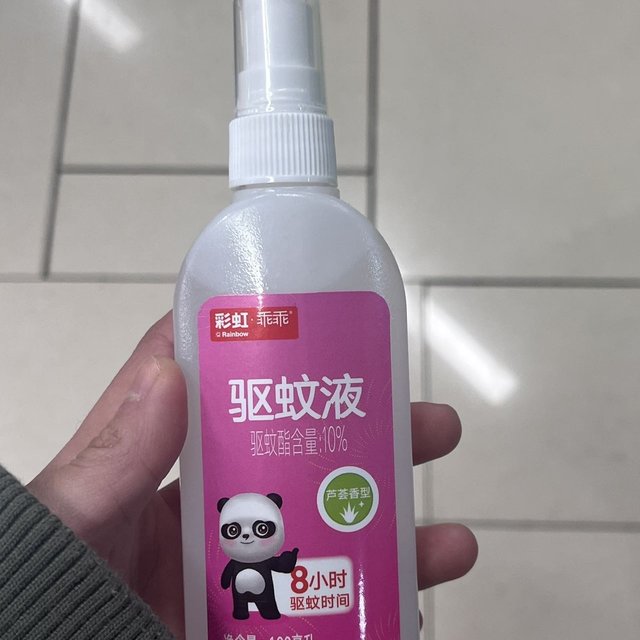 彩虹·乖乖®
Rainbow
驱蚊液
驱蚊酯含量:10%
芦荟香型
8小时
驱蚊时间